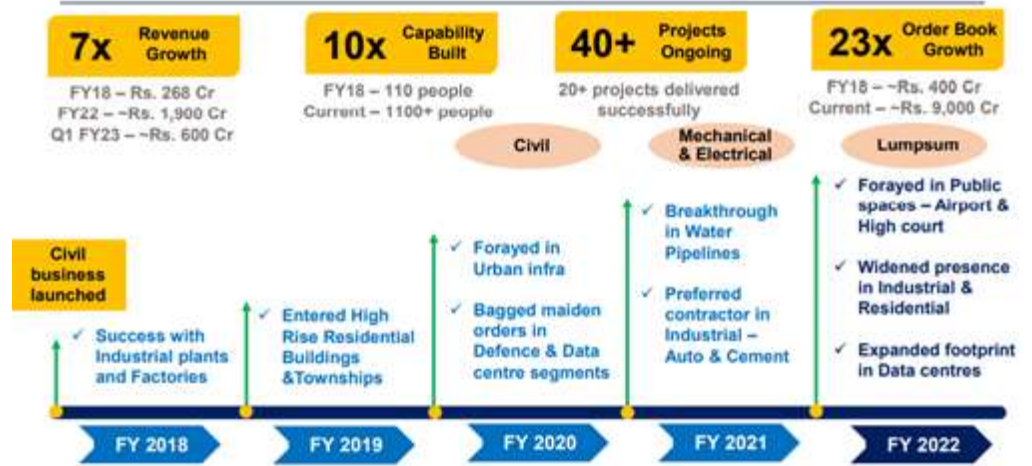 7x Revenue Growth
FY18 – Rs. 268 Cr
FY22 – ~Rs. 1,900 Cr
Q1 FY23 – ~Rs. 600 Cr
10x Capability Built
FY18 – 110 people
Current – 1100+ people
40+ Projects Ongoing
20+ projects delivered
successfully
23x Order Book Growth
FY18 – ~Rs. 400 Cr
Current – ~Rs. 9,000 Cr
Civil
Mechanical
& Electrical
Lumpsum
Civil
business
launched
✓ Success with
Industrial plants
and Factories
✓ Entered High
Rise Residential
Buildings
&Townships
✓ Forayed in
Urban infra
✓ Bagged maiden
orders in
Defence & Data
centre segments
✓ Breakthrough
in Water
Pipelines
✓ Preferred
contractor in
Industrial –
Auto & Cement
✓ Forayed in Public
spaces – Airport &
High court
✓ Widened presence
in Industrial &
Residential
✓ Expanded footprint
in Data centres
FY 2018
FY 2019
FY 2020
FY 2021
FY 2022